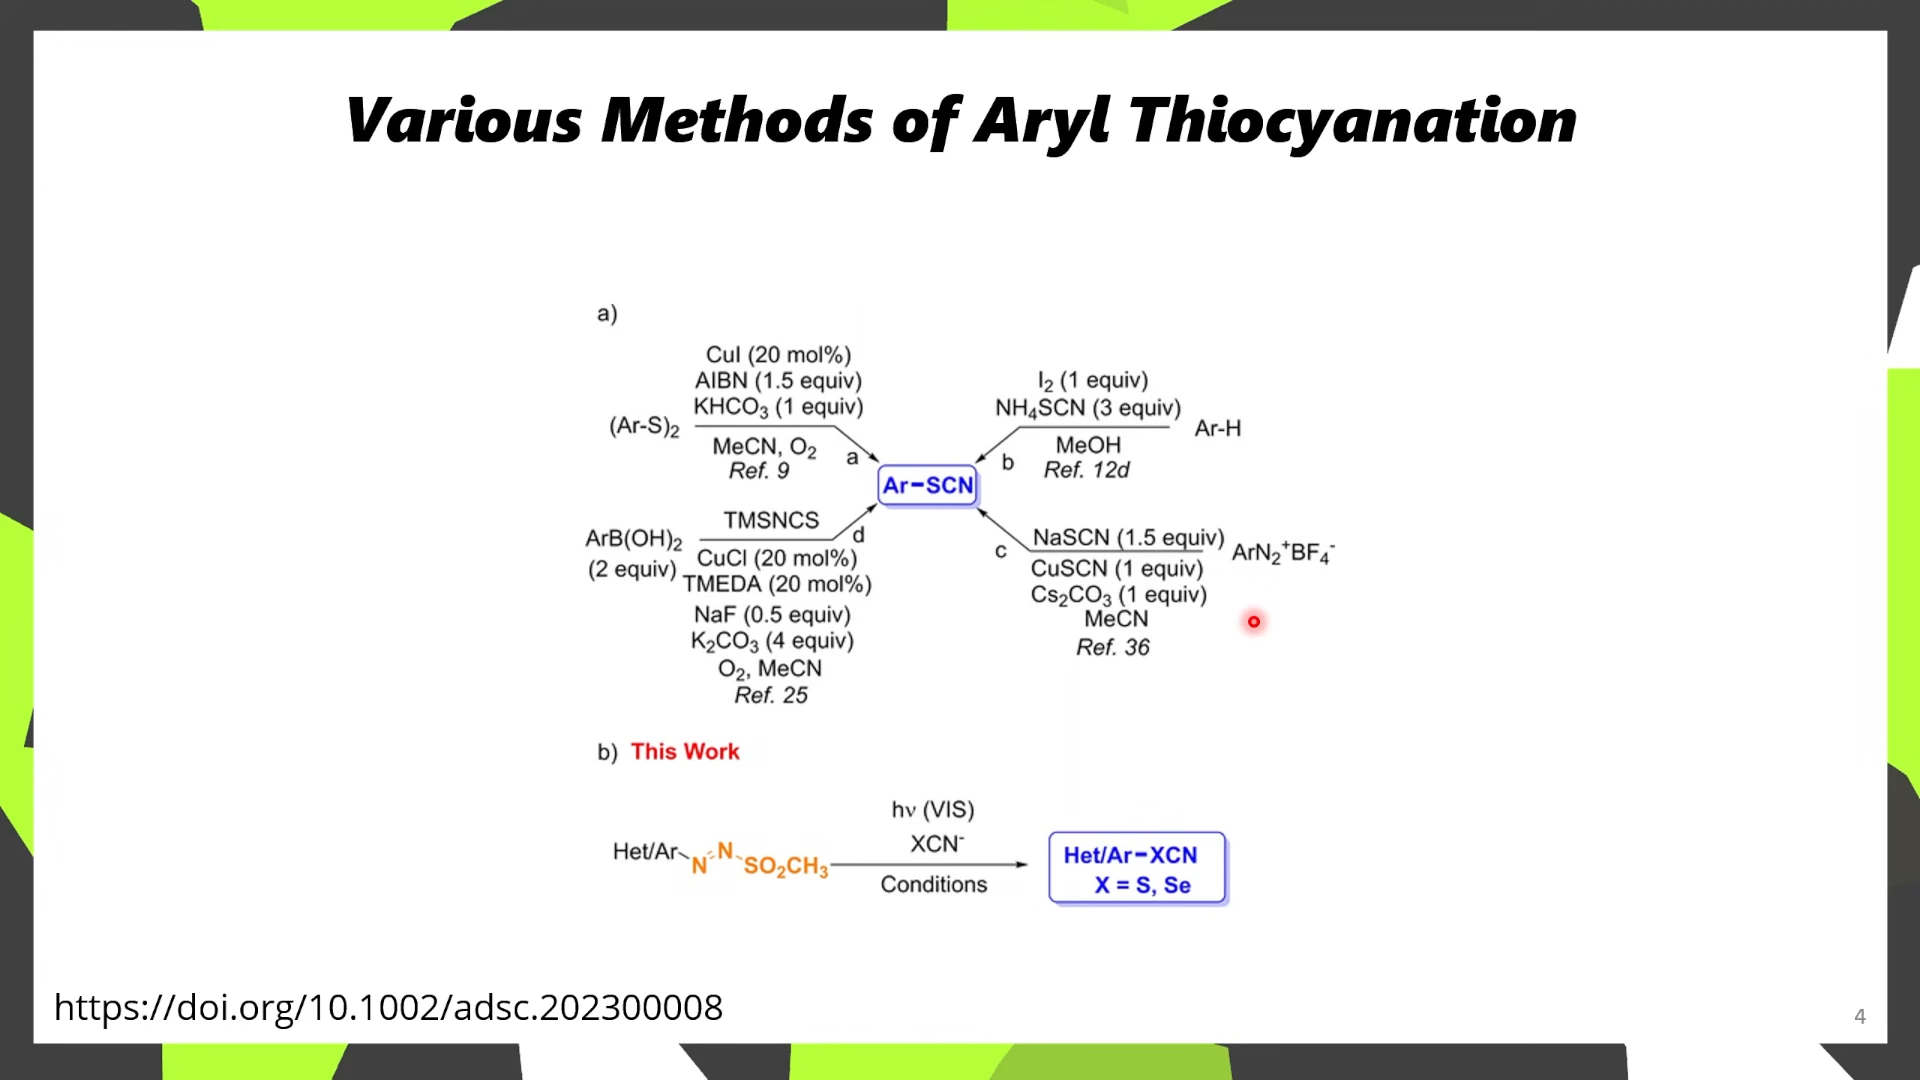 Various Methods of Aryl Thiocyanation
a)
CuI (20 mol%)
AIBN (1.5 equiv)
KHCO₃ (1 equiv)
(Ar-S)₂
MeCN, O₂
Ref. 9
a
I₂ (1 equiv)
NH₄SCN (3 equiv)
Ar-H
MeOH
Ref. 12d
b
Ar-SCN
TMSNCS
ArB(OH)₂
(2 equiv)
d
CuCl (20 mol%)
TMEDA (20 mol%)
NaF (0.5 equiv)
K₂CO₃ (4 equiv)
O₂, MeCN
Ref. 25
NaSCN (1.5 equiv)
ArN₂⁺BF₄⁻
c
CuSCN (1 equiv)
Cs₂CO₃ (1 equiv)
MeCN
Ref. 36
b) This Work
Het/Ar N N SO₂CH₃
hν (VIS)
XCN⁻
Conditions
Het/Ar-XCN
X = S, Se
https://doi.org/10.1002/adsc.202300008
4